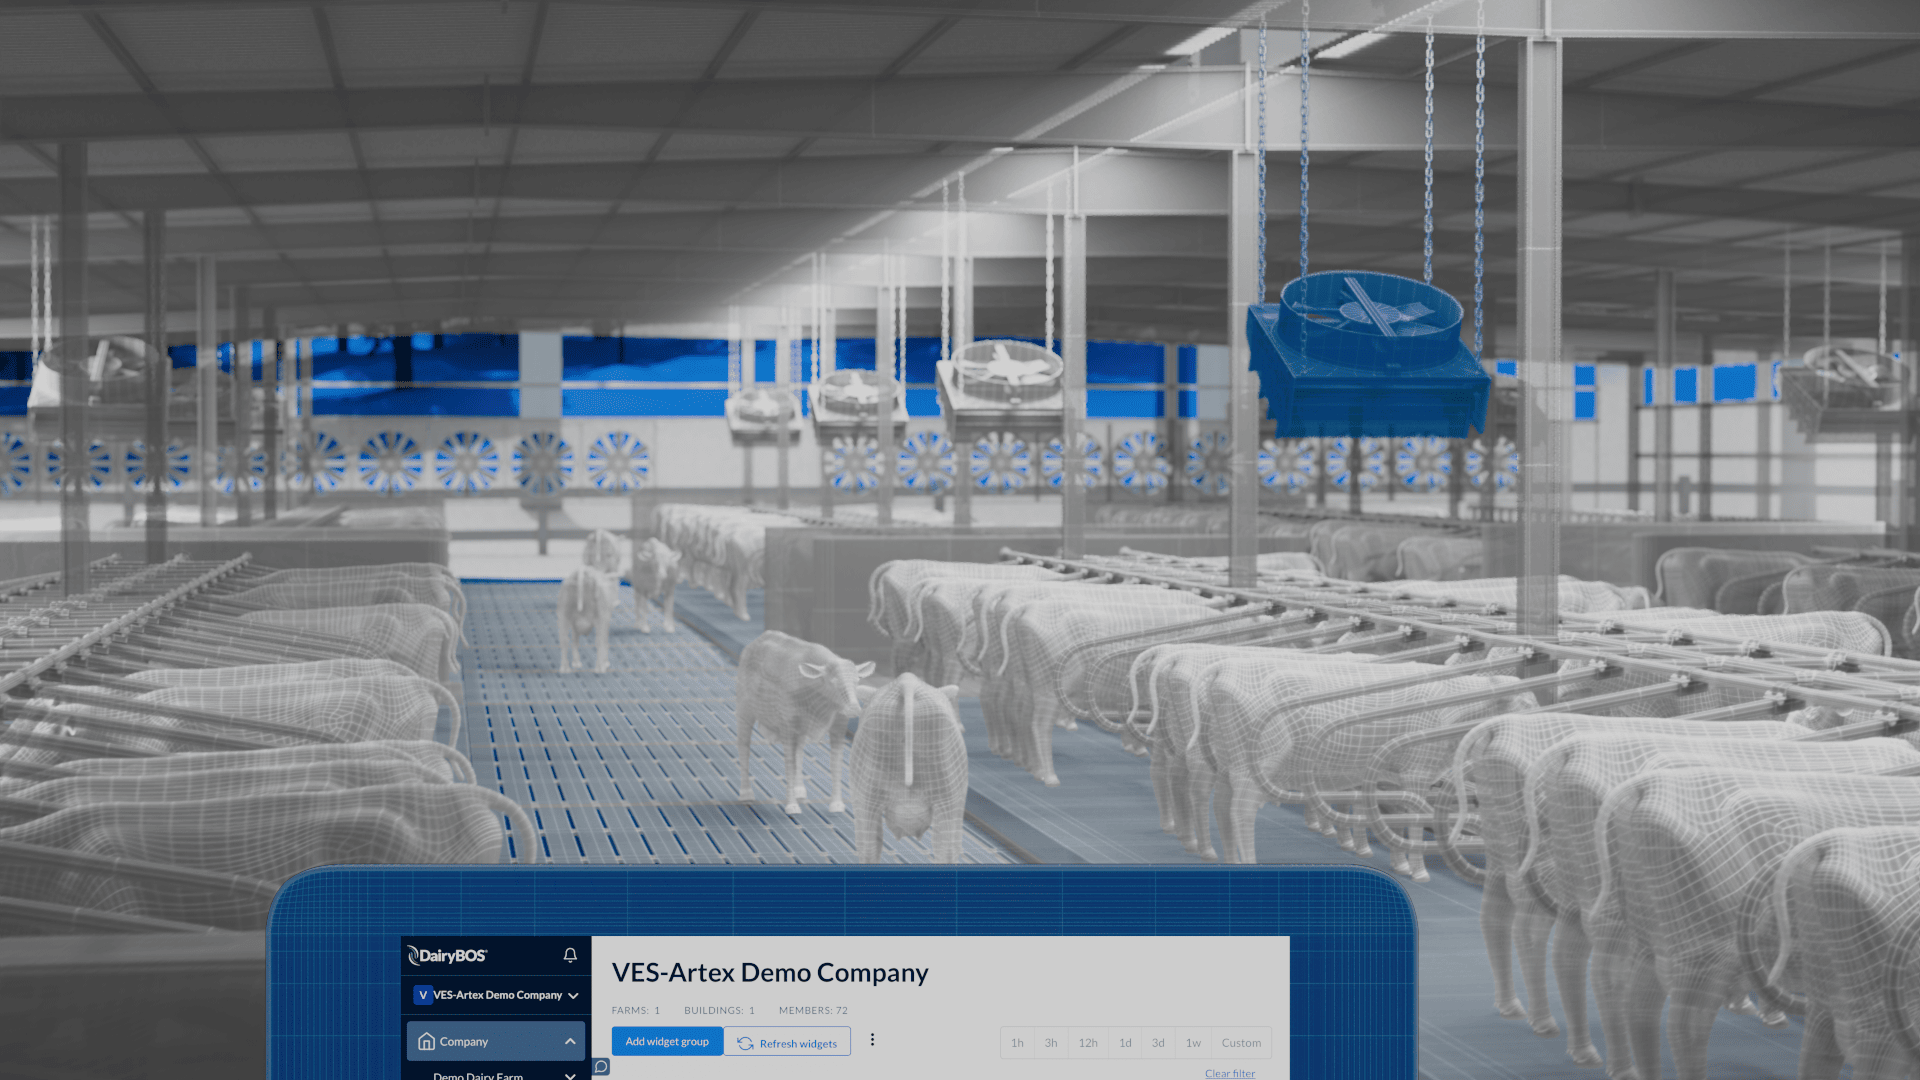 DairyBOS
V VES-Artex Demo Company
Company
Demo Dairy Farm
VES-Artex Demo Company
FARMS: 1 BUILDINGS: 1 MEMBERS: 72
Add widget group Refresh widgets
1h 3h 12h 1d 3d 1w Custom
Clear filter